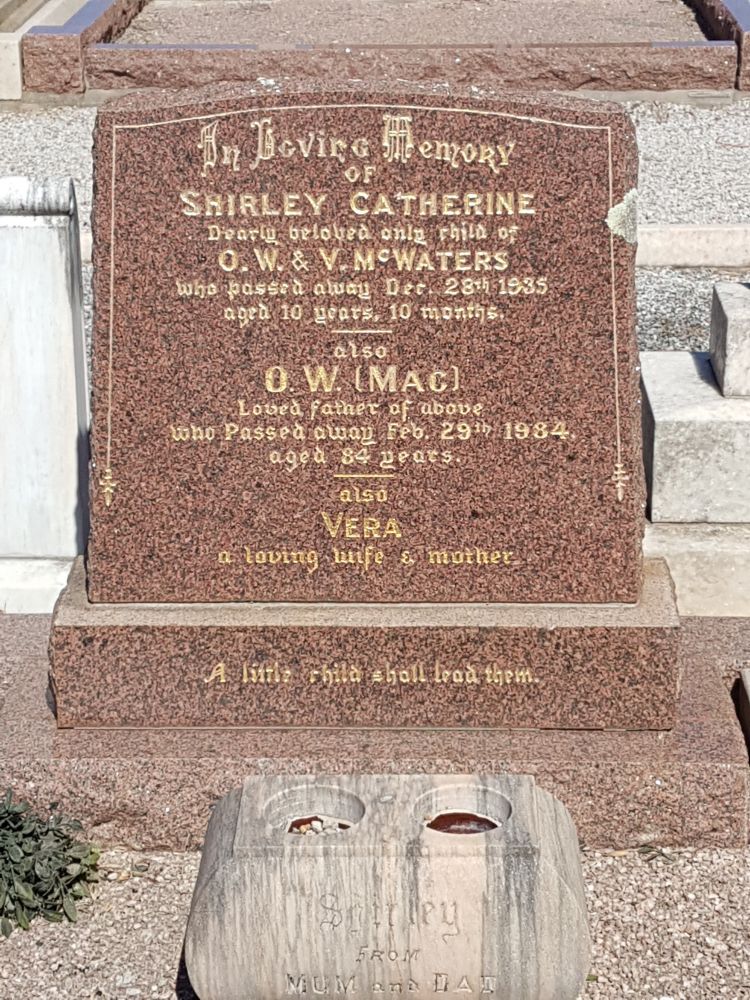 In Loving Memory
OF
SHIRLEY CATHERINE
Dearly beloved only child of
O. W. & V. McWATERS
who passed away Dec. 28th 1935
aged 10 years, 10 months.
also
O. W. (MAC)
Loved father of above
who Passed away Feb. 29th 1984.
aged 84 years.
also
VERA
a loving wife & mother.
A little child shall lead them.
Shirley
FROM
MUM and DAD